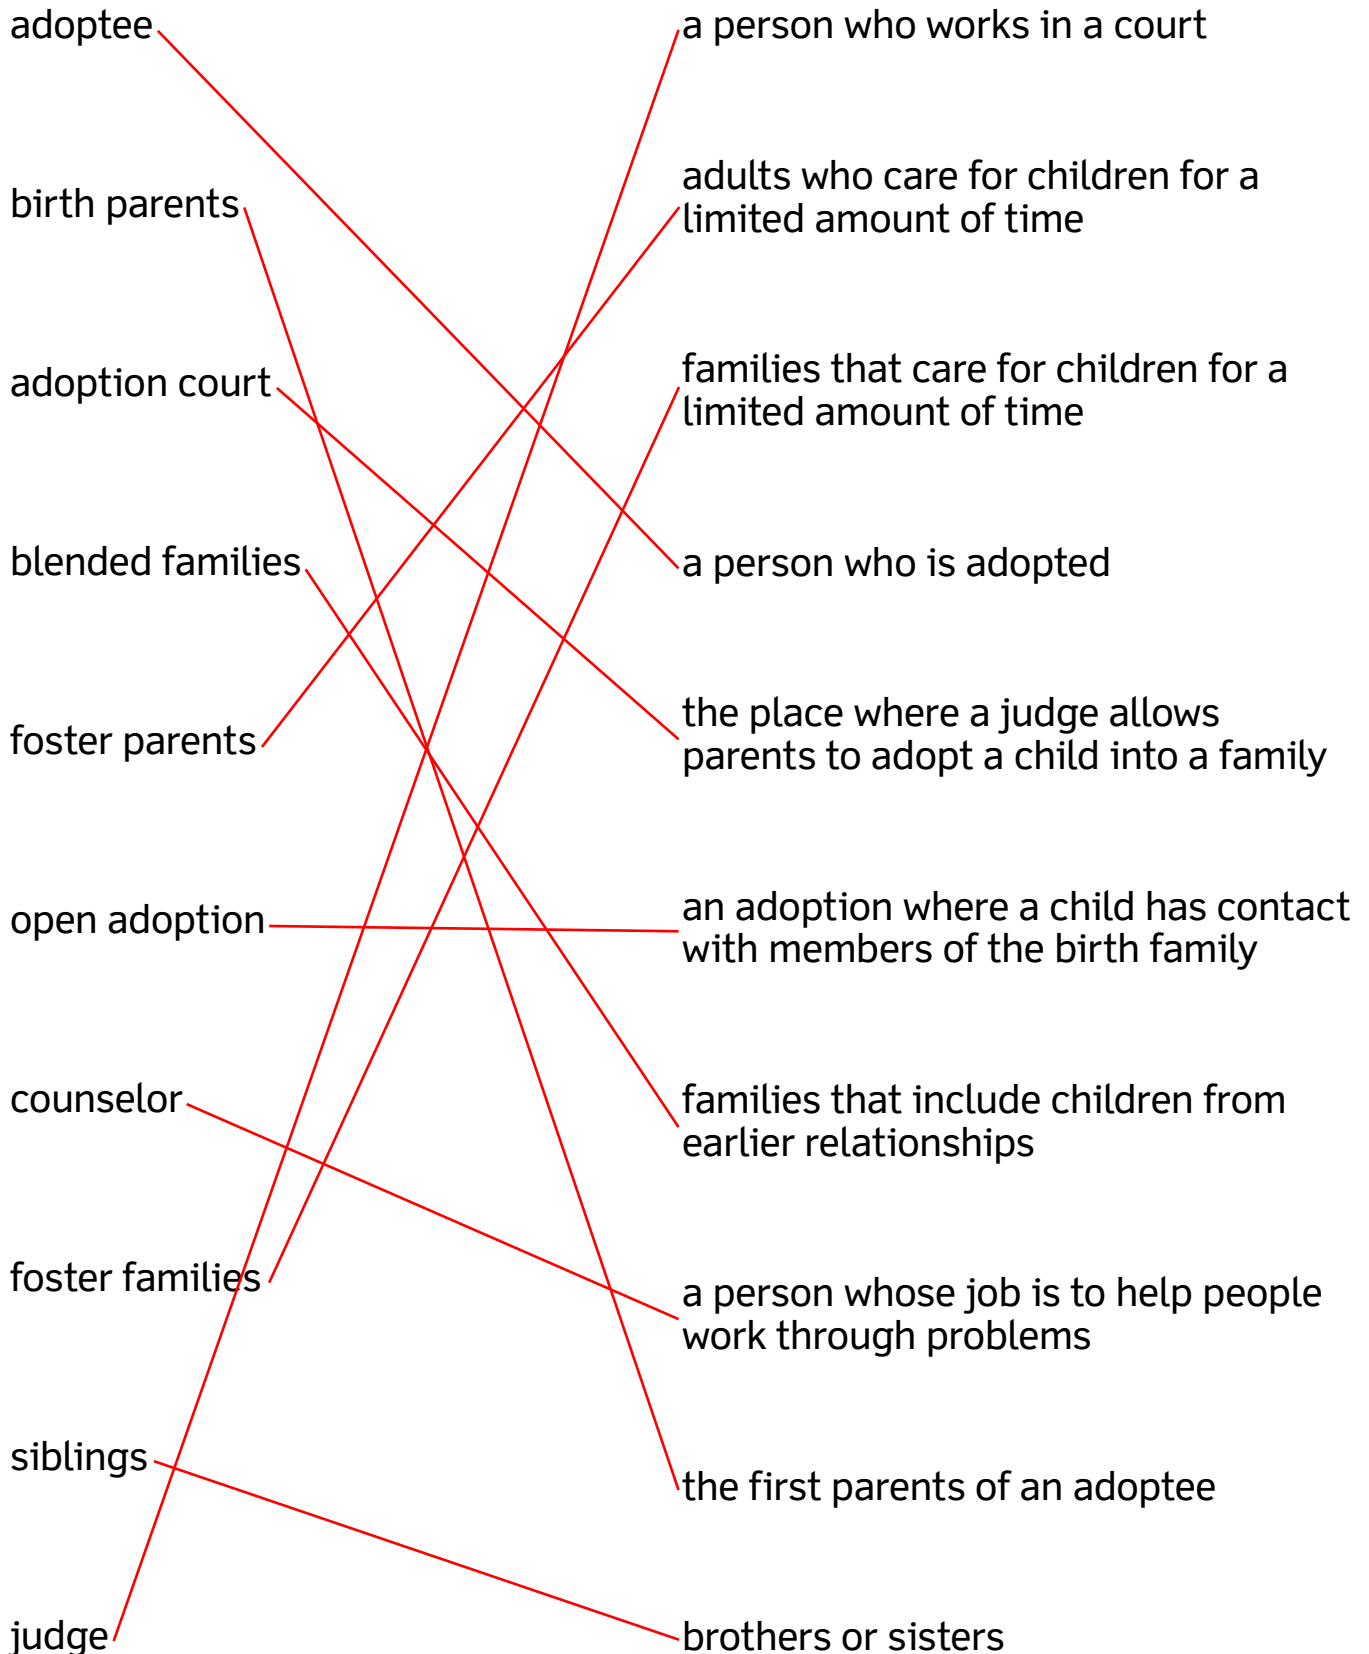 adoptee
a person who works in a court
birth parents
adults who care for children for a
limited amount of time
adoption court
families that care for children for a
limited amount of time
blended families
a person who is adopted
foster parents
the place where a judge allows
parents to adopt a child into a family
open adoption
an adoption where a child has contact
with members of the birth family
counselor
families that include children from
earlier relationships
foster families
a person whose job is to help people
work through problems
siblings
the first parents of an adoptee
judge
brothers or sisters